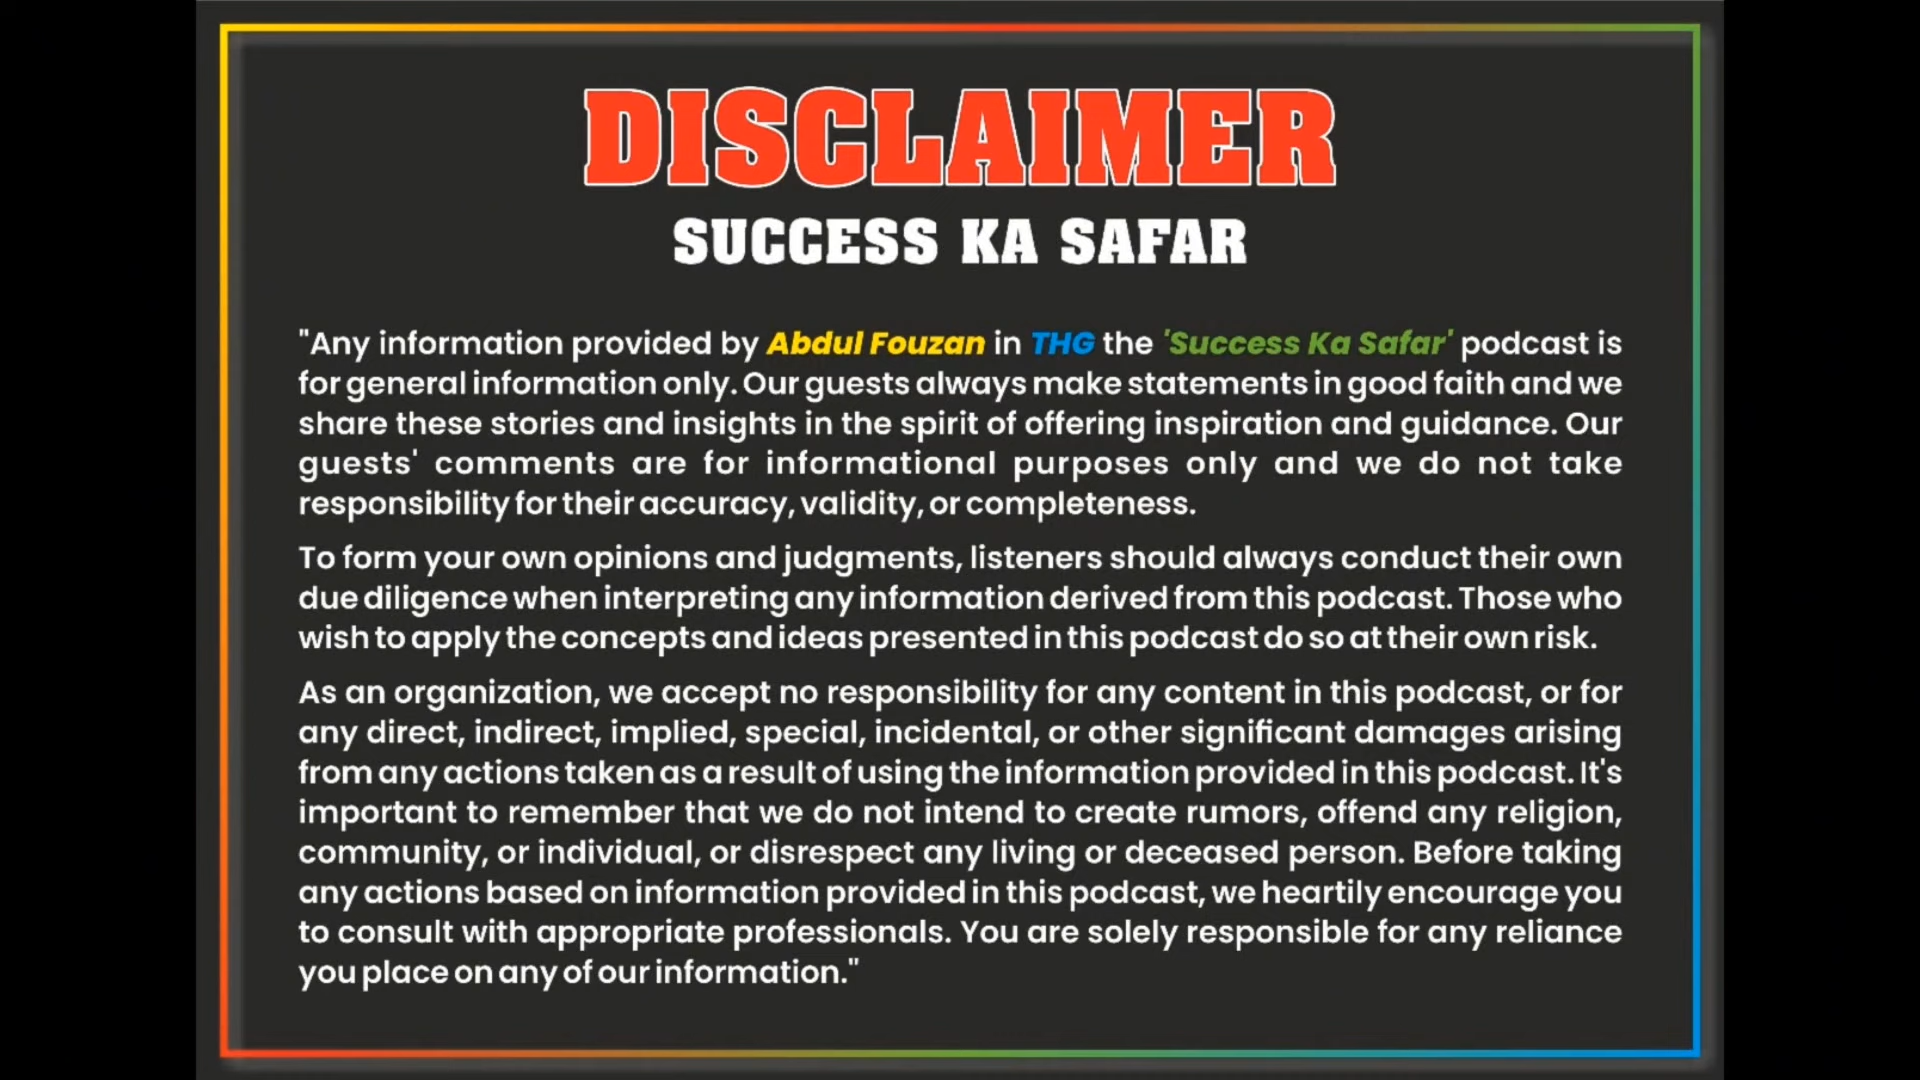 DISCLAIMER
SUCCESS KA SAFAR
"Any information provided by Abdul Fouzan in THG the 'Success Ka Safar' podcast is
for general information only. Our guests always make statements in good faith and we
share these stories and insights in the spirit of offering inspiration and guidance. Our
guests' comments are for informational purposes only and we do not take
responsibility for their accuracy, validity, or completeness.
To form your own opinions and judgments, listeners should always conduct their own
due diligence when interpreting any information derived from this podcast. Those who
wish to apply the concepts and ideas presented in this podcast do so at their own risk.
As an organization, we accept no responsibility for any content in this podcast, or for
any direct, indirect, implied, special, incidental, or other significant damages arising
from any actions taken as a result of using the information provided in this podcast. It's
important to remember that we do not intend to create rumors, offend any religion,
community, or individual, or disrespect any living or deceased person. Before taking
any actions based on information provided in this podcast, we heartily encourage you
to consult with appropriate professionals. You are solely responsible for any reliance
you place on any of our information."